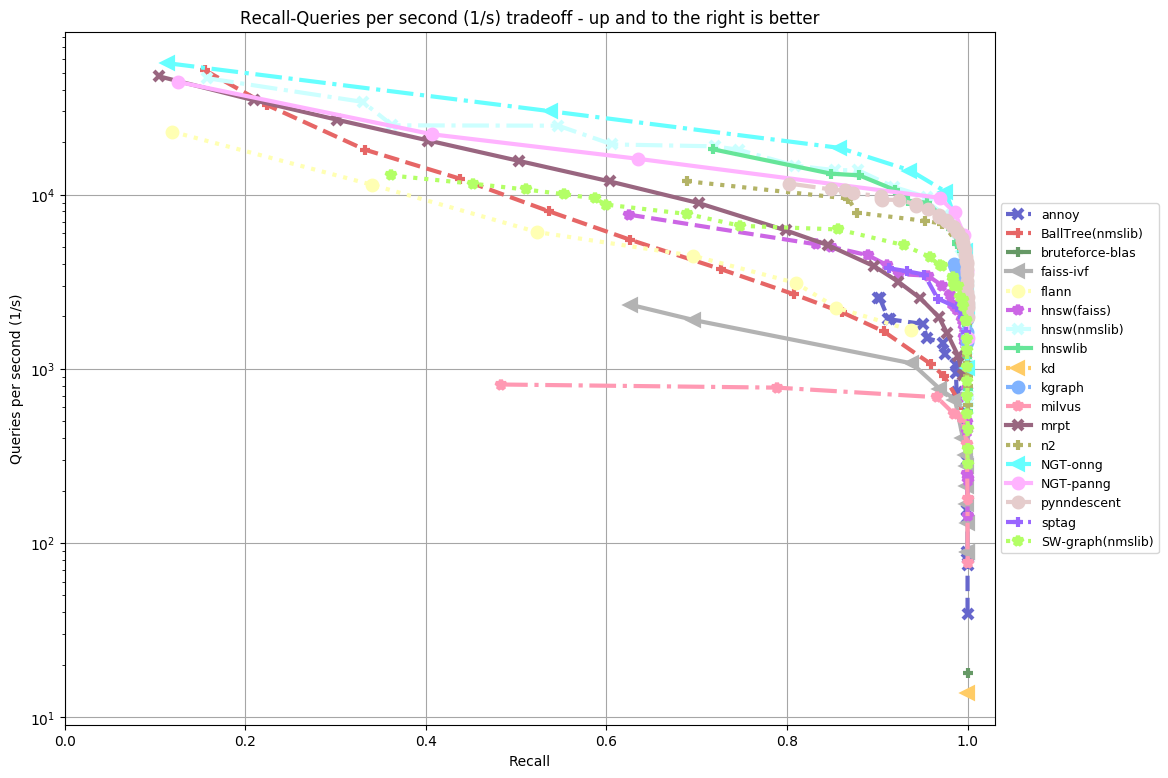 Recall-Queries per second (1/s) tradeoff - up and to the right is better
Queries per second (1/s)
10^4
10^3
10^2
10^1
0.0 0.2 0.4 0.6 0.8 1.0
Recall
annoy
BallTree(nmslib)
bruteforce-blas
faiss-ivf
flann
hnsw(faiss)
hnsw(nmslib)
hnswlib
kd
kgraph
milvus
mrpt
n2
NGT-onng
NGT-panng
pynndescent
sptag
SW-graph(nmslib)